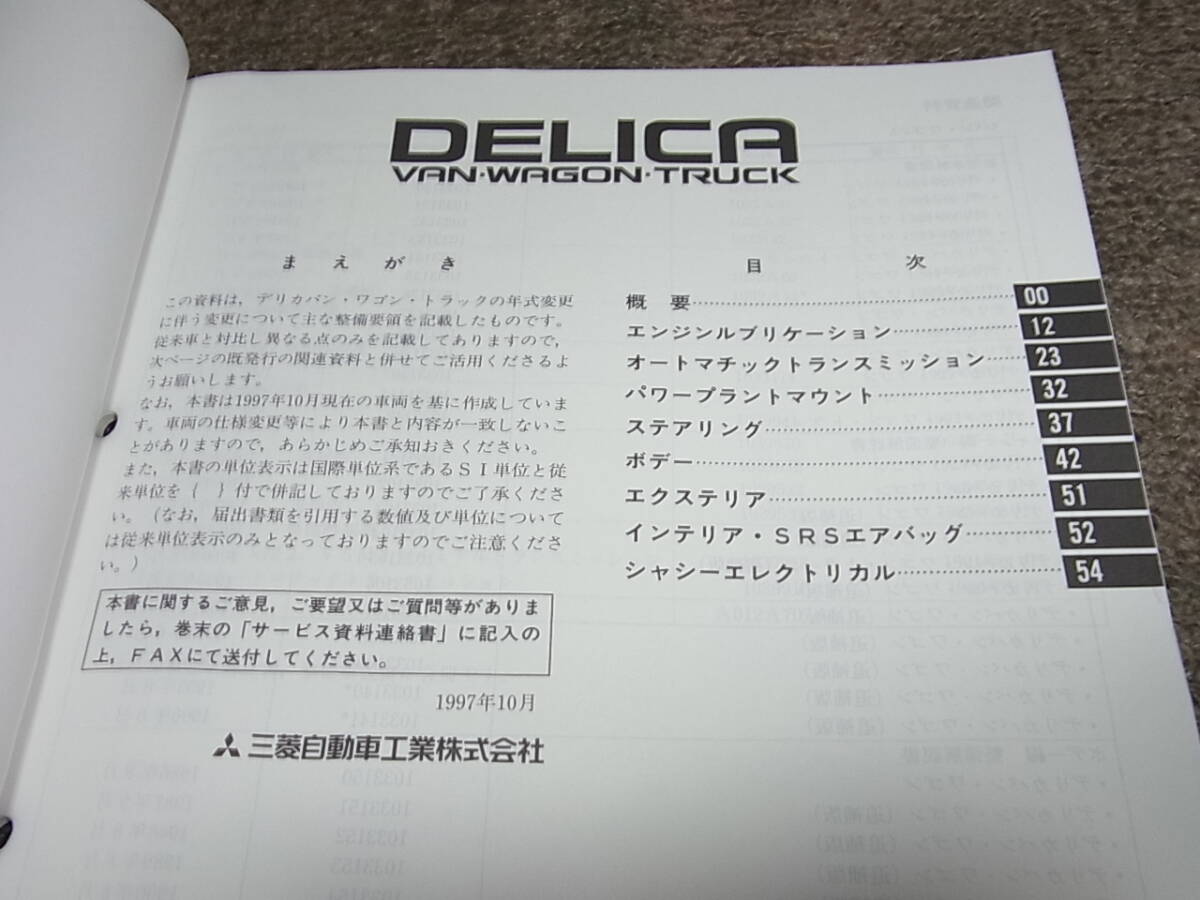 DELICA
VAN·WAGON·TRUCK
まえがき
この資料は，デリカバン・ワゴン・トラックの年式変更
に伴う変更について主な整備要領を記載したものです。
従来車と対比し異なる点のみを記載してありますので，
次ページの既発行の関連資料と併せてご活用くださるよ
うお願いします。
なお，本書は1997年10月現在の車両を基に作成していま
す。車両の仕様変更等により本書と内容が一致しないこ
とがありますので，あらかじめご承知おきください。
また，本書の単位表示は国際単位系であるＳＩ単位と従
来単位を｛　｝付で併記しておりますのでご了承くださ
い。（なお，届出書類を引用する数値及び単位について
は従来単位表示のみとなっておりますのでご注意くださ
い。）
本書に関するご意見，ご要望又はご質問等がありま
したら，巻末の「サービス資料連絡書」に記入の
上，ＦＡＸにて送付してください。
1997年10月
三菱自動車工業株式会社
目次
概要 00
エンジンルブリケーション 12
オートマチックトランスミッション 23
パワープラントマウント 32
ステアリング 37
ボデー 42
エクステリア 51
インテリア・ＳＲＳエアバッグ 52
シャシーエレクトリカル 54